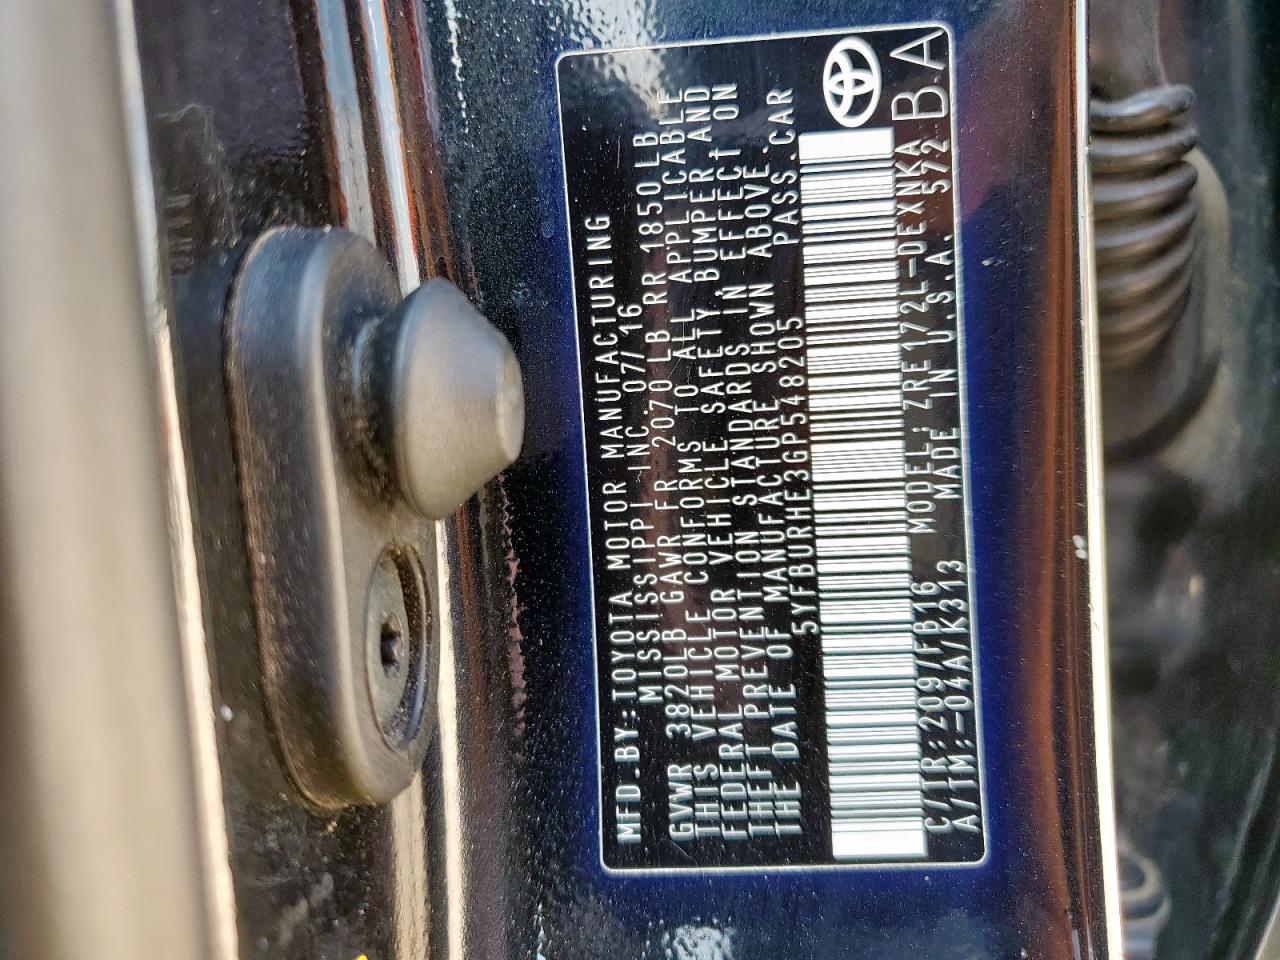 MFD.BY:TOYOTA MOTOR MANUFACTURING
MISSISSIPPI INC. 07/16
GVWR 3820LB GAWR FR 2070 LB RR 1850 LB
THIS VEHICLE CONFORMS TO ALL APPLICABLE
FEDERAL MOTOR VEHICLE SAFETY BUMPER AND
THEFT PREVENTION STANDARDS IN EFFECT ON
THE DATE OF MANUFACTURE SHOWN ABOVE.
5YFBURHE3GP548205 PASS.CAR
C/TR:209/FB16 MODEL:ZRE172L-DEXNKA BA
A/TM:-04A/K313 MADE IN U.S.A. 572